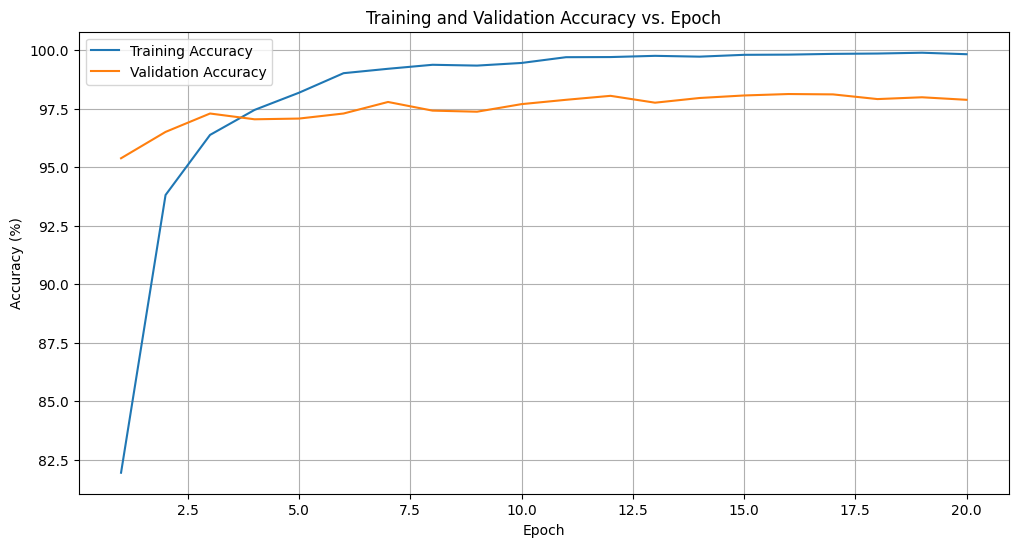 Training and Validation Accuracy vs. Epoch
Training Accuracy
Validation Accuracy
Accuracy (%)
100.0
97.5
95.0
92.5
90.0
87.5
85.0
82.5
2.5 5.0 7.5 10.0 12.5 15.0 17.5 20.0
Epoch